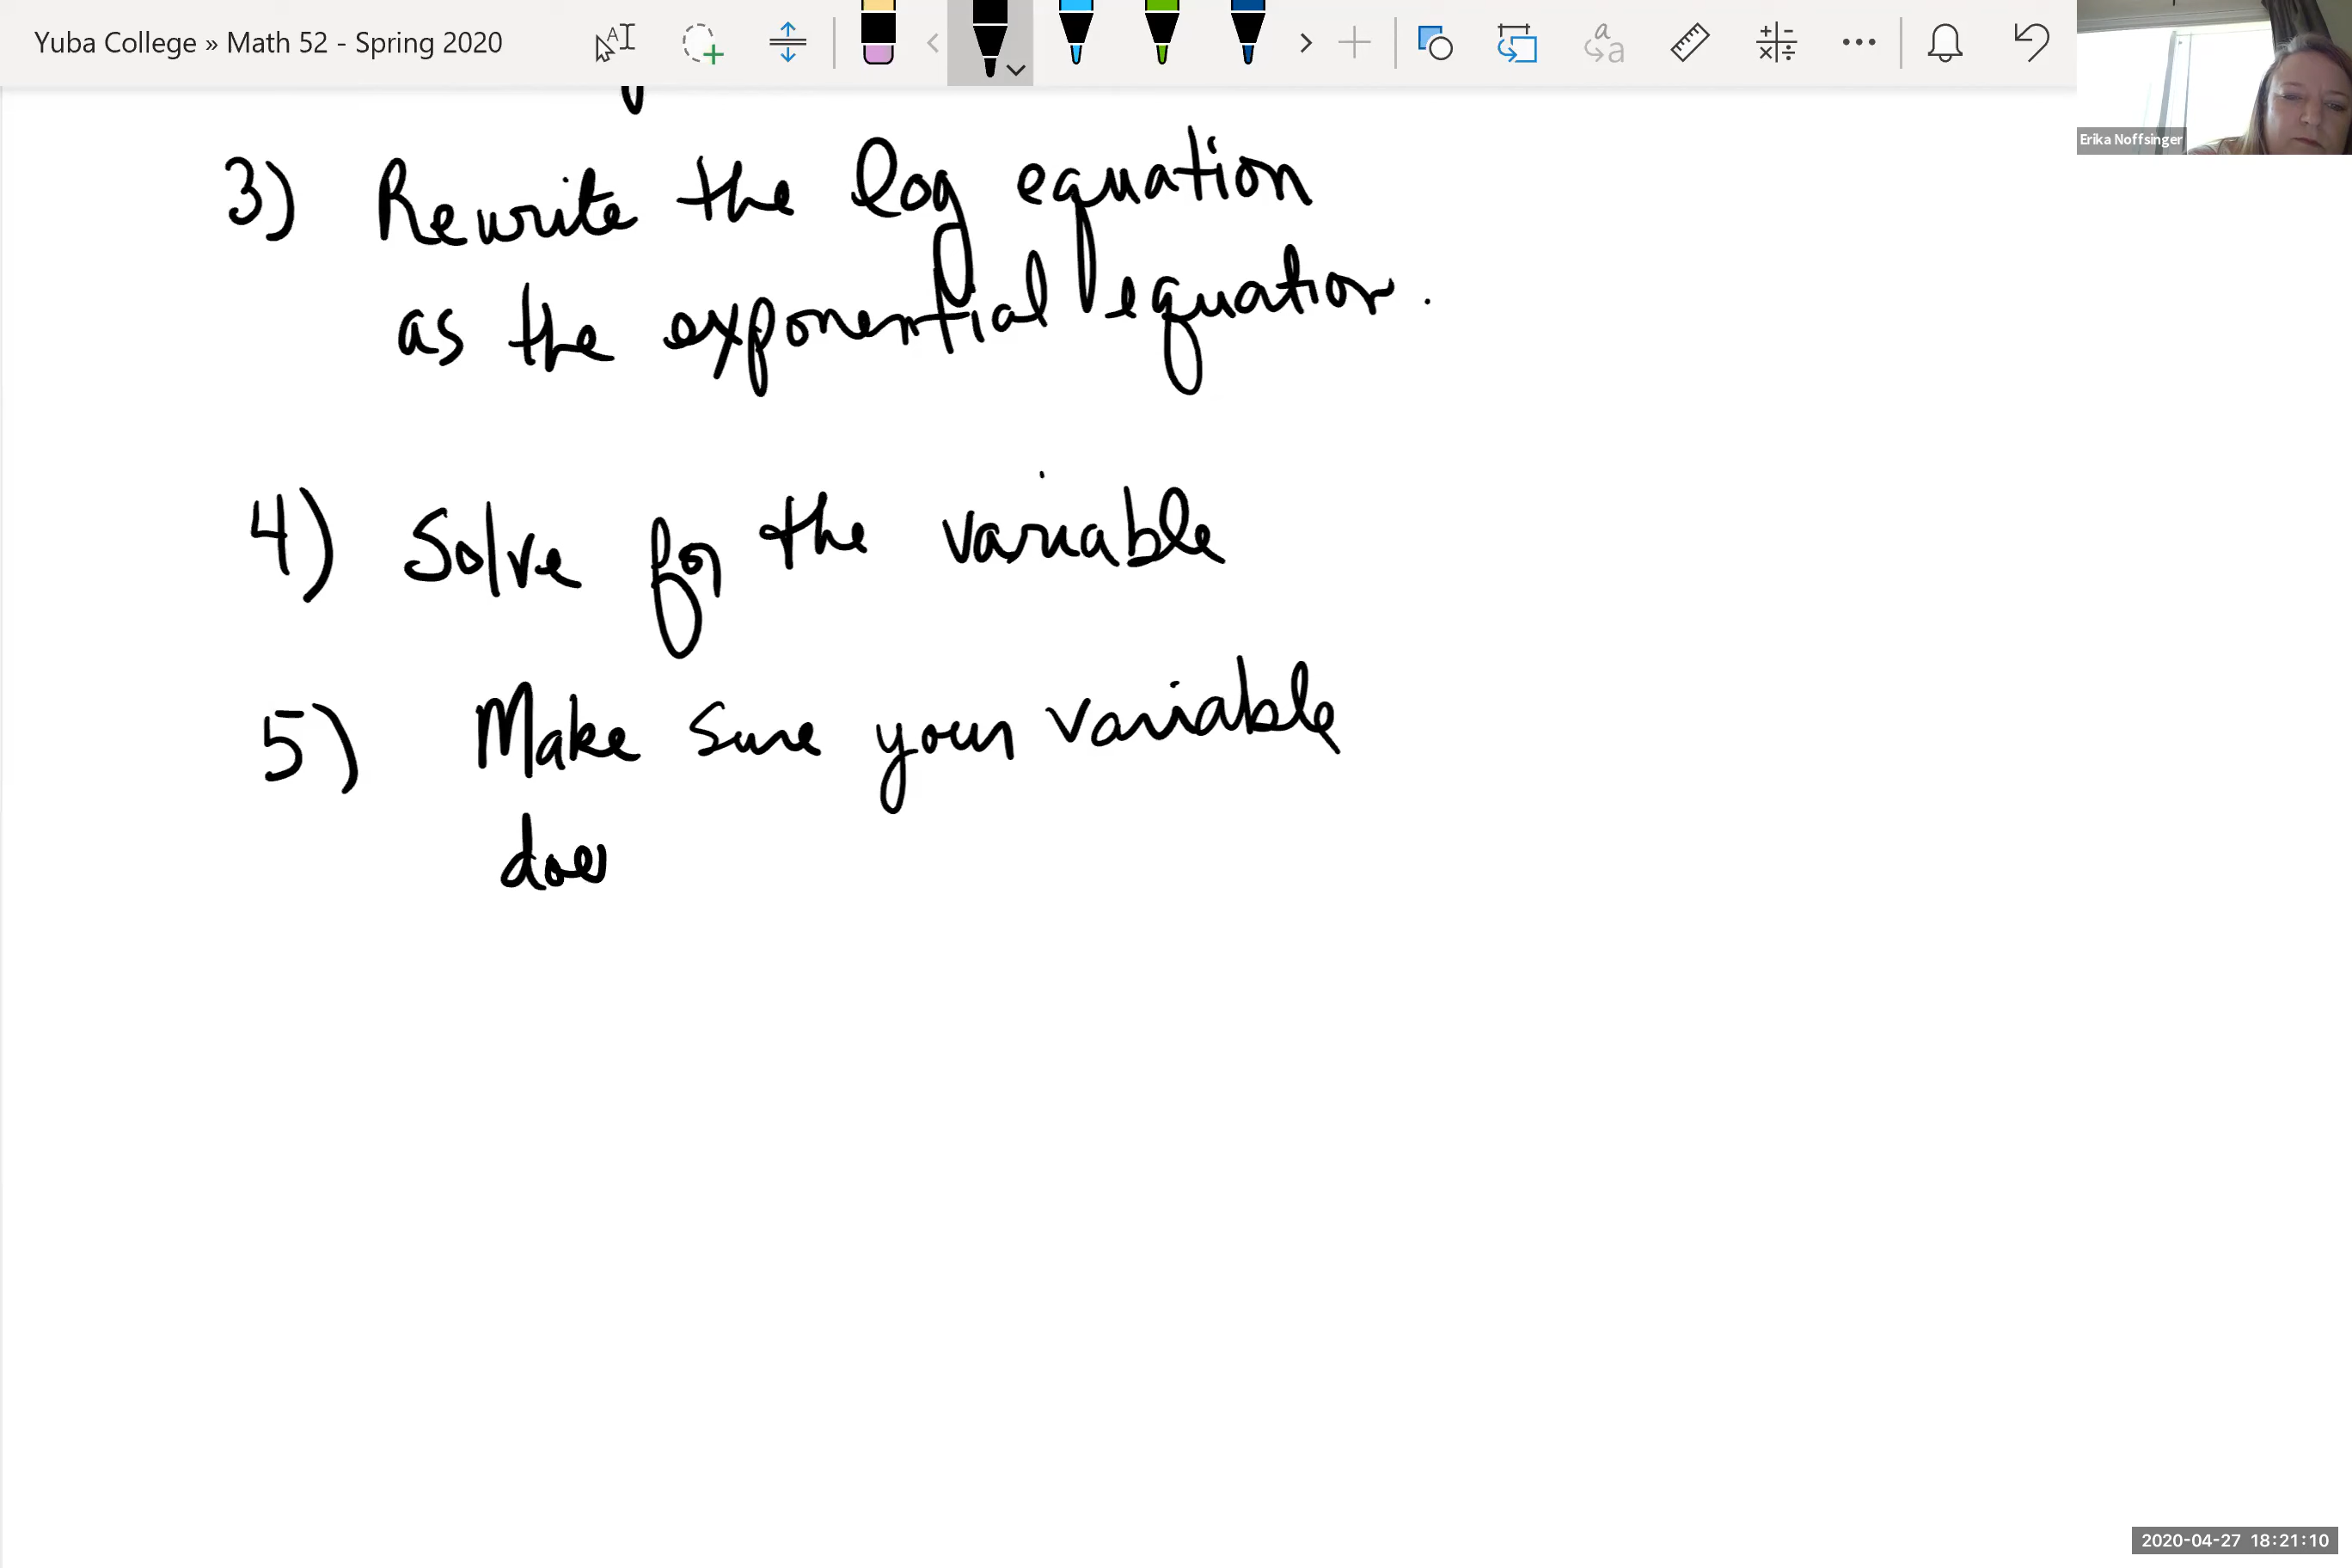 Yuba College » Math 52 - Spring 2020
Erika Noffsinger
3) Rewrite the log equation
as the exponential equation.
4) Solve for the variable
5) Make sure your variable
does
2020-04-27 18:21:10